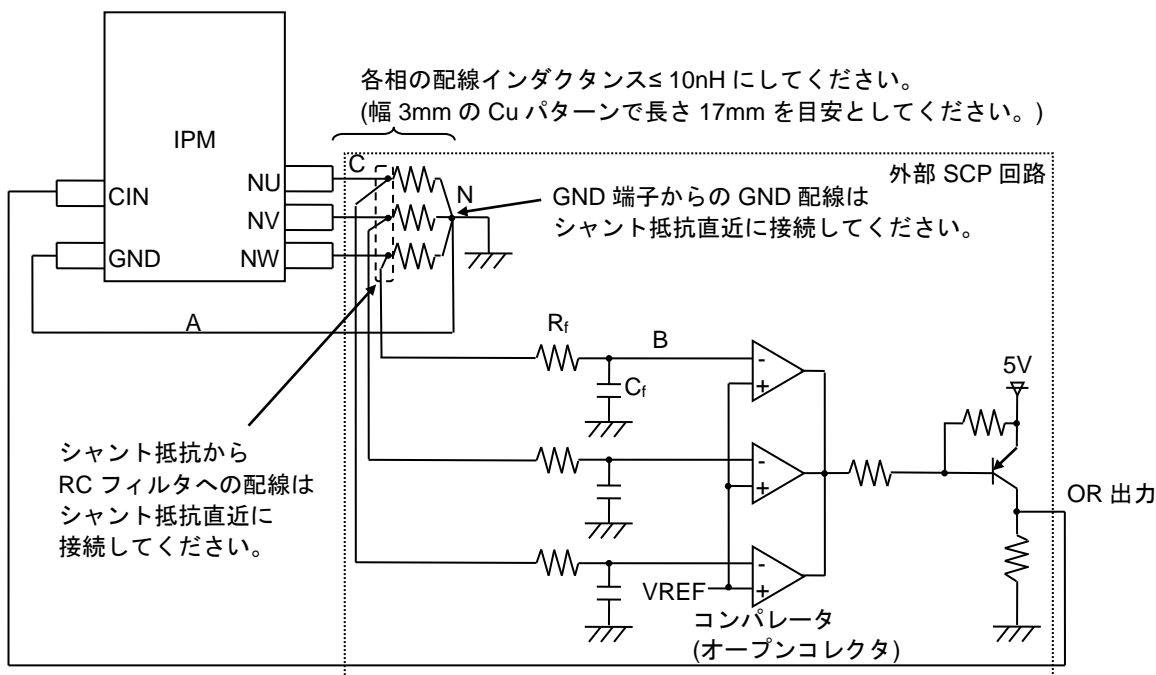 各相の配線インダクタンス≤ 10nH にしてください。
(幅 3mm の Cu パターンで長さ 17mm を目安としてください。)
IPM
C
外部 SCP 回路
NU
N
CIN
GND 端子からの GND 配線は
シャント抵抗直近に接続してください。
NV
GND
NW
A
Rf
B
-
+
5V
Cf
シャント抵抗から
RC フィルタへの配線は
シャント抵抗直近に
接続してください。
-
+
OR 出力
-
VREF
+
コンパレータ
(オープンコレクタ)